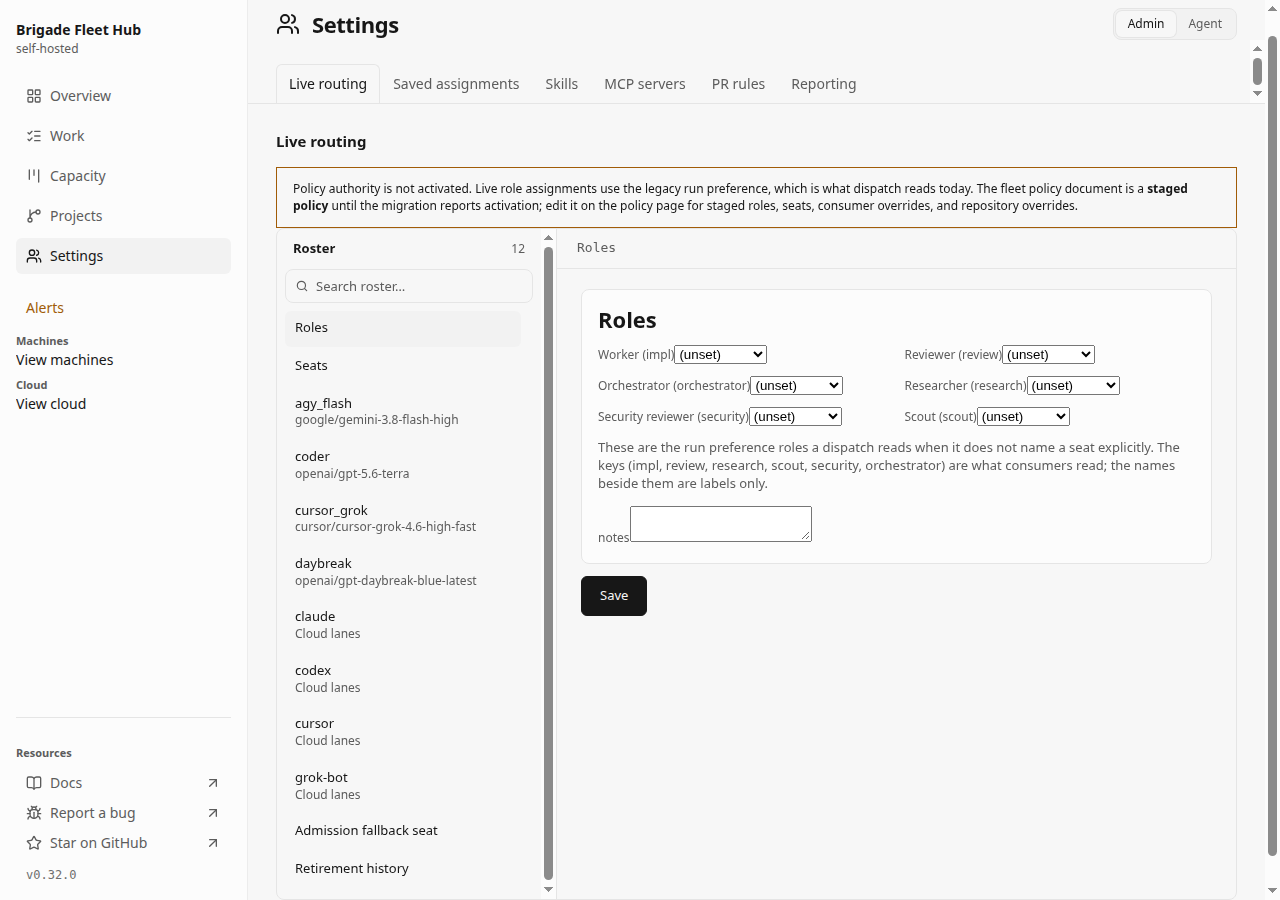 Brigade Fleet Hub
self-hosted
Overview
Work
Capacity
Projects
Settings
Alerts
Machines
View machines
Cloud
View cloud
Resources
Docs
Report a bug
Star on GitHub
v0.32.0
Settings
Admin
Agent
Live routing
Saved assignments
Skills
MCP servers
PR rules
Reporting
Live routing
Policy authority is not activated. Live role assignments use the legacy run preference, which is what dispatch reads today. The fleet policy document is a staged
policy until the migration reports activation; edit it on the policy page for staged roles, seats, consumer overrides, and repository overrides.
Roster 12
Search roster...
Roles
Seats
agy_flash
google/gemini-3.8-flash-high
coder
openai/gpt-5.6-terra
cursor_grok
cursor/cursor-grok-4.6-high-fast
daybreak
openai/gpt-daybreak-blue-latest
claude
Cloud lanes
codex
Cloud lanes
cursor
Cloud lanes
grok-bot
Cloud lanes
Admission fallback seat
Retirement history
Roles
Roles
Worker (impl) (unset)
Reviewer (review) (unset)
Orchestrator (orchestrator) (unset)
Researcher (research) (unset)
Security reviewer (security) (unset)
Scout (scout) (unset)
These are the run preference roles a dispatch reads when it does not name a seat explicitly. The
keys (impl, review, research, scout, security, orchestrator) are what consumers read; the names
beside them are labels only.
notes
Save